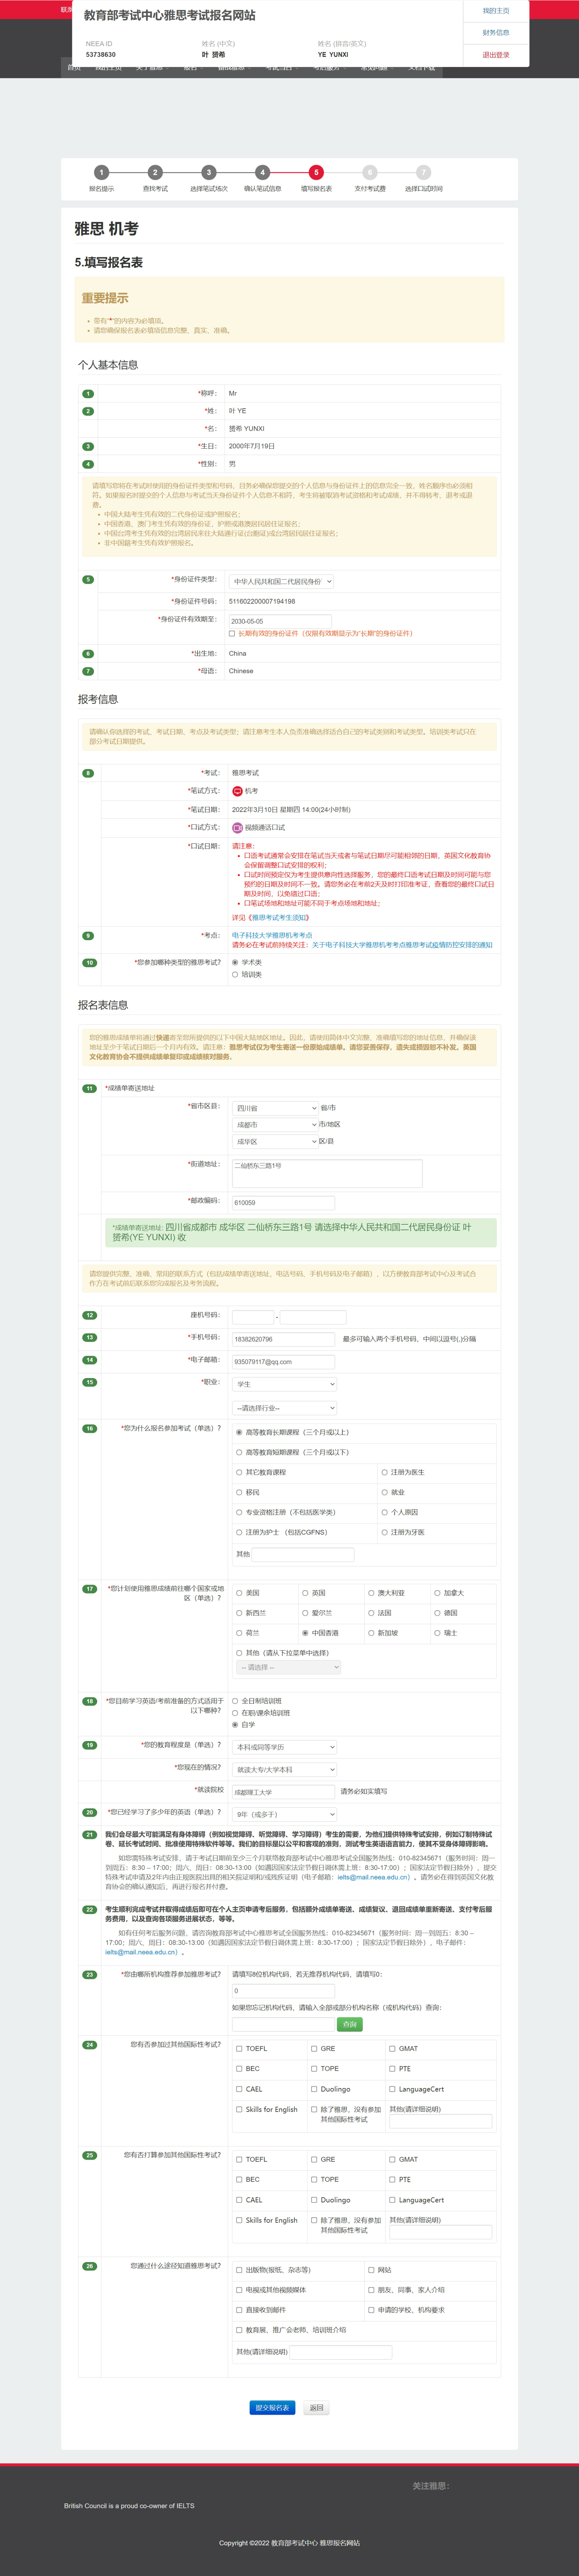 教育部考试中心雅思考试报名网站
我的主页
财务信息
退出登录
NEEA ID
姓名 (中文)
姓名 (拼音/英文)
53738630
叶 赟希
YE YUNXI
1 2 3 4 5 6 7
报名提示
查找考试
选择笔试场次
确认笔试信息
填写报名表
支付考试费
选择口试时间
雅思 机考
5.填写报名表
重要提示
• 带有"*"的内容为必填项。
• 请您确保报名表必填项信息完整、真实、准确。
个人基本信息
1 *称呼: Mr
2 *姓: 叶 YE
*名: 赟希 YUNXI
3 *生日: 2000年7月19日
4 *性别: 男
请填写您将在考试时使用的身份证件类型和号码，且务必确保您提交的个人信息与身份证件上的信息完全一致，姓名顺序也必须相
符。如果报名时提交的个人信息与考试当天身份证件个人信息不相符，考生将被取消考试资格和考试成绩，并不得转考、退考或退
费。
• 中国大陆考生凭有效的二代身份证或护照报名；
• 中国香港、澳门考生凭有效的身份证、护照或港澳居民居住证报名；
• 中国台湾考生凭有效的台湾居民来往大陆通行证(台胞证)或台湾居民居住证报名；
• 非中国籍考生凭有效护照报名。
5 *身份证件类型: 中华人民共和国二代居民身份
*身份证件号码: 511602200007194198
*身份证件有效期至: 2030-05-05
长期有效的身份证件（仅限有效期显示为"长期"的身份证件）
6 *出生地: China
7 *母语: Chinese
报考信息
请确认你选择的考试、考试日期、考点及考试类型；请注意考生本人负责准确选择适合自己的考试类别和考试类型。培训类考试只在
部分考试日期提供。
8 *考试: 雅思考试
*笔试方式: 机考
*笔试日期: 2022年3月10日 星期四 14:00(24小时制)
*口试方式: 视频通话口试
*口试日期: 请注意:
• 口语考试通常会安排在笔试当天或者与笔试日期尽可能相邻的日期，英国文化教育协
会保留调整口试安排的权利；
• 口试时间预定仅为考生提供意向性选择服务，您的最终口语考试日期及时间可能与您
预约的日期及时间不一致。请您务必在考前2天及时打印准考证，查看您的最终口试日
期及时间，以免错过口语；
• 口笔试场地和地址可能不同于考点场地和地址；
详见《雅思考试考生须知》
9 *考点: 电子科技大学雅思机考考点
请务必在考试前持续关注：关于电子科技大学雅思机考考点雅思考试疫情防控安排的通知
10 *您参加哪种类型的雅思考试？ 学术类
培训类
报名表信息
您的雅思成绩单将通过快递寄至您所提供的以下中国大陆地区地址。因此，请使用简体中文完整、准确填写您的地址信息，并确保该
地址至少于笔试日期后一个月内有效。请注意：雅思考试仅为考生寄送一份原始成绩单。请您妥善保存，遗失或损毁恕不补发。英国
文化教育协会不提供成绩单复印或成绩核对服务。
11 *成绩单寄送地址
*省市区县: 四川省 省/市
成都市 市/地区
成华区 区/县
*街道地址: 二仙桥东三路1号
*邮政编码: 610059
*成绩单寄送地址: 四川省成都市 成华区 二仙桥东三路1号 请选择中华人民共和国二代居民身份证 叶
赟希(YE YUNXI) 收
请您提供完整、准确、常用的联系方式（包括成绩单寄送地址、电话号码、手机号码及电子邮箱），以方便教育部考试中心及考试合
作方在考试前后联系您完成报名及考务流程。
12 座机号码: -
13 *手机号码: 18382620796 最多可输入两个手机号码，中间以逗号(,)分隔
14 *电子邮箱: 935079117@qq.com
15 *职业: 学生
--请选择行业--
16 *您为什么报名参加考试（单选）？ 高等教育长期课程（三个月或以上）
高等教育短期课程（三个月或以下）
其它教育课程 注册为医生
移民 就业
专业资格注册（不包括医学类） 个人原因
注册为护士 （包括CGFNS） 注册为牙医
其他
17 *您计划使用雅思成绩前往哪个国家或地
区（单选）？
美国 英国 澳大利亚 加拿大
新西兰 爱尔兰 法国 德国
荷兰 中国香港 新加坡 瑞士
其他（请从下拉菜单中选择）
-- 请选择 --
18 *您目前学习英语/考前准备的方式适用于
以下哪种？
全日制培训班
在职/课余培训班
自学
19 *您的教育程度是（单选）？ 本科或同等学历
*您现在的情况？ 就读大专/大学本科
*就读院校 成都理工大学 请务必如实填写
20 *您已经学习了多少年的英语（单选）？ 9年（或多于）
21 我们会尽最大可能满足有身体障碍（例如视觉障碍、听觉障碍、学习障碍）考生的需要，为他们提供特殊考试安排，例如订制特殊试
卷、延长考试时间、批准使用特殊软件等等。我们的目标是以公平和客观的准则，测试考生英语语言能力，使其不受身体障碍影响。
如您需特殊考试安排，请于考试日期前至少三个月联络教育部考试中心雅思考试全国服务热线：010-82345671（服务时间：周一
到周五：8:30 – 17:00；周六、周日：08:30-13:00（如遇因国家法定节假日调休需上班：8:30-17:00）；国家法定节假日除外），提交
特殊考试申请及2年内由正规医院出具的相关病证明和/或残疾证明（电子邮箱：ielts@mail.neea.edu.cn）。请务必在得到英国文化教
育协会的确认通知后，再进行报名并付费。
22 考生顺利完成考试并取得成绩后即可在个人主页申请考后服务，包括额外成绩单寄送、成绩复议、退回成绩单重新寄送、支付考后服
务费用，以及查询各项服务进展状态，等等。
如有任何考后服务方面问题，请咨询教育部考试中心雅思考试全国服务热线：010-82345671（服务时间：周一到周五：8:30 –
17:00；周六、周日：08:30-13:00（如遇因国家法定节假日调休需上班：8:30-17:00）；国家法定节假日除外），电子邮件：
ielts@mail.neea.edu.cn）。
23 *您由哪所机构推荐参加雅思考试？ 请填写8位机构代码，若无推荐机构代码，请填写0：
0
如果您忘记机构代码，请输入全部或部分机构名称（或机构代码）查询：
查询
24 您有否参加过其他国际性考试？
TOEFL GRE GMAT
BEC TOPE PTE
CAEL Duolingo LanguageCert
Skills for English 除了雅思，没有参加 其他(请详细说明)
其他国际性考试
25 您有否打算参加其他国际性考试？
TOEFL GRE GMAT
BEC TOPE PTE
CAEL Duolingo LanguageCert
Skills for English 除了雅思，没有参加 其他(请详细说明)
其他国际性考试
26 您通过什么途径知道雅思考试？
出版物(报纸、杂志等) 网站
电视或其他视频媒体 朋友、同事、家人介绍
直接收到邮件 申请的学校、机构要求
教育展、推广会老师、培训班介绍
其他(请详细说明)
提交报名表 返回
关注雅思：
British Council is a proud co-owner of IELTS
Copyright ©2022 教育部考试中心 雅思报名网站